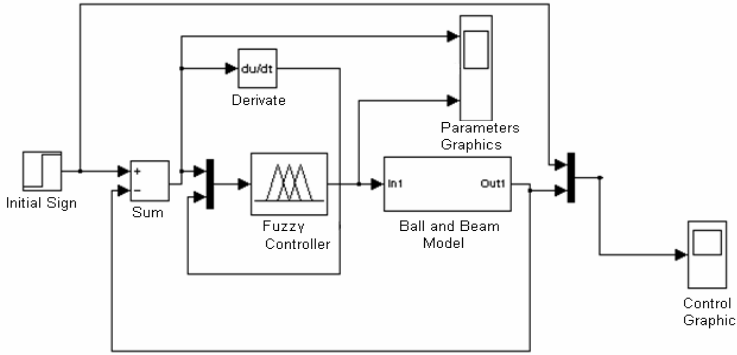 du/dt
Derivate
Parameters
Graphics
Initial Sign
+
−
Sum
Fuzzy
Controller
In1
Out1
Ball and Beam
Model
Control
Graphic